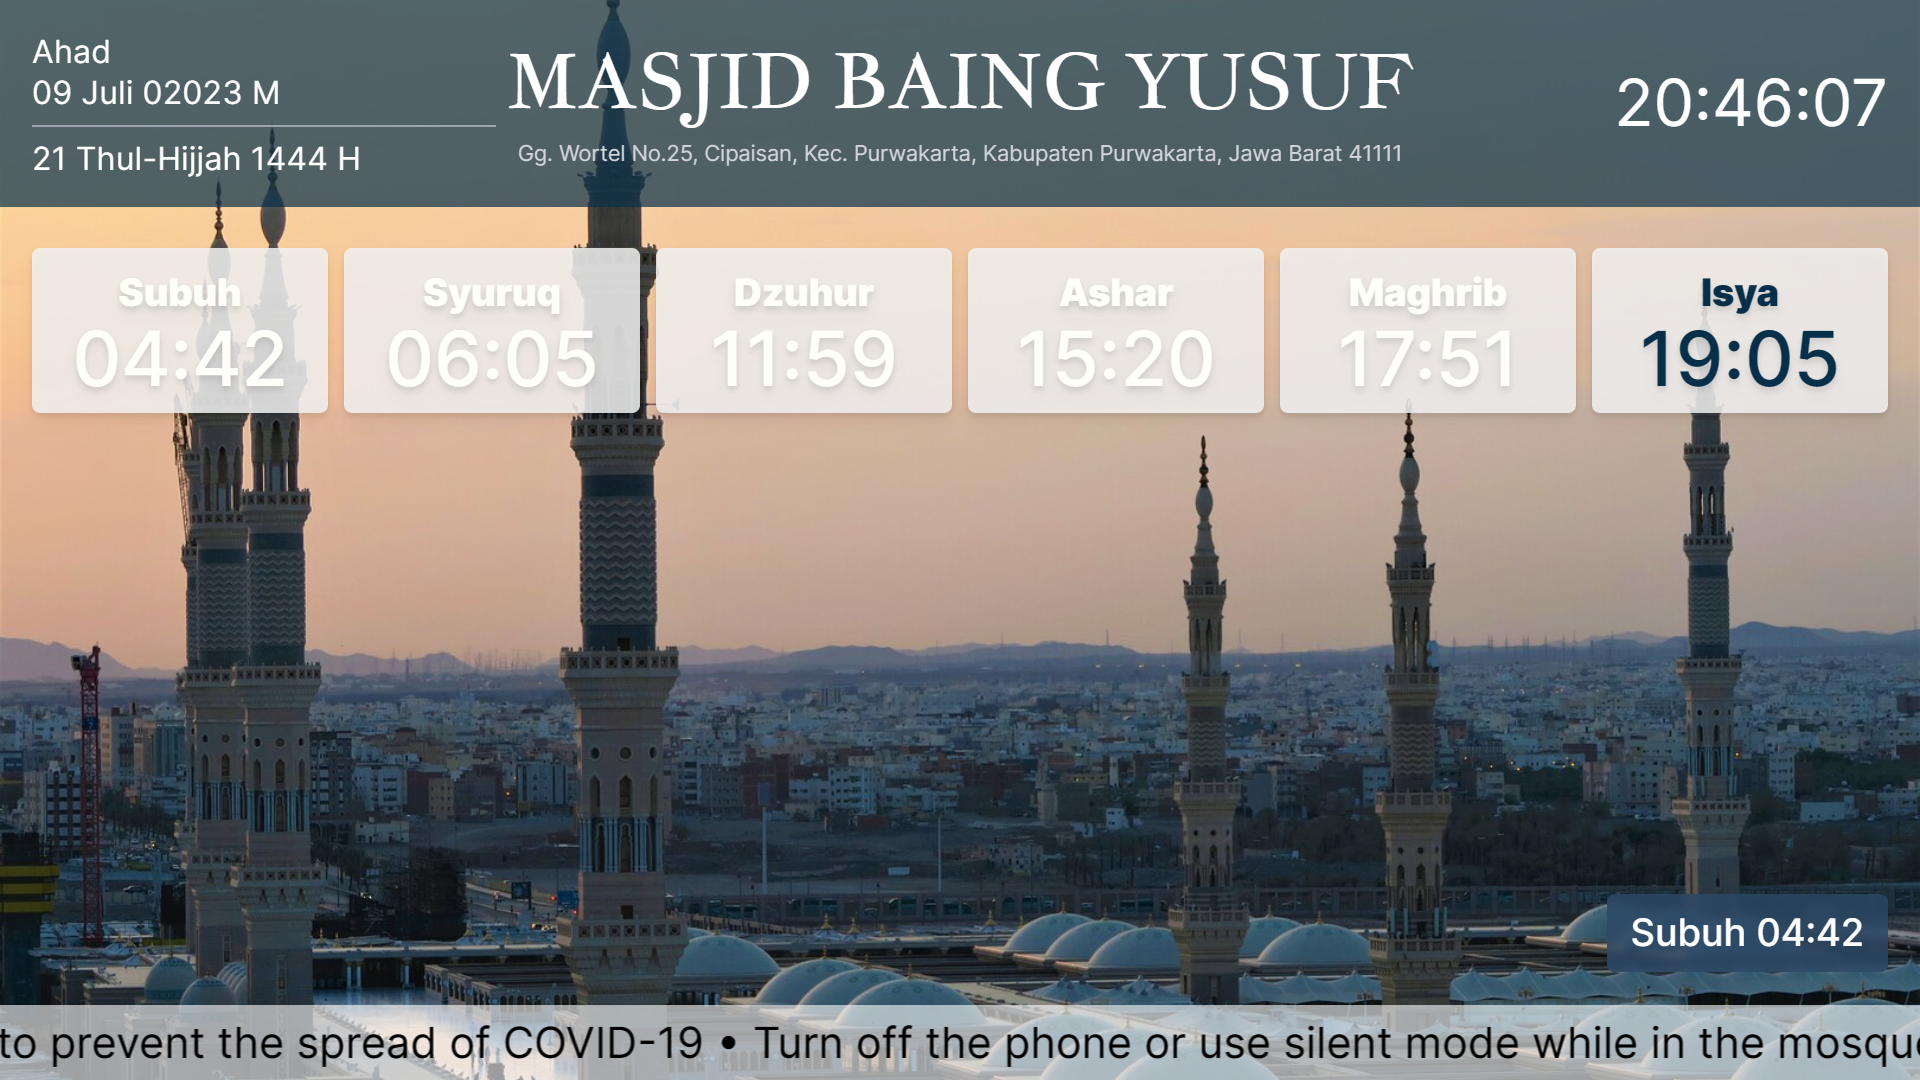 Ahad
09 Juli 02023 M
21 Thul-Hijjah 1444 H
MASJID BAING YUSUF
Gg. Wortel No.25, Cipaisan, Kec. Purwakarta, Kabupaten Purwakarta, Jawa Barat 41111
20:46:07
Subuh
04:42
Syuruq
06:05
Dzuhur
11:59
Ashar
15:20
Maghrib
17:51
Isya
19:05
Subuh 04:42
to prevent the spread of COVID-19 • Turn off the phone or use silent mode while in the mosque